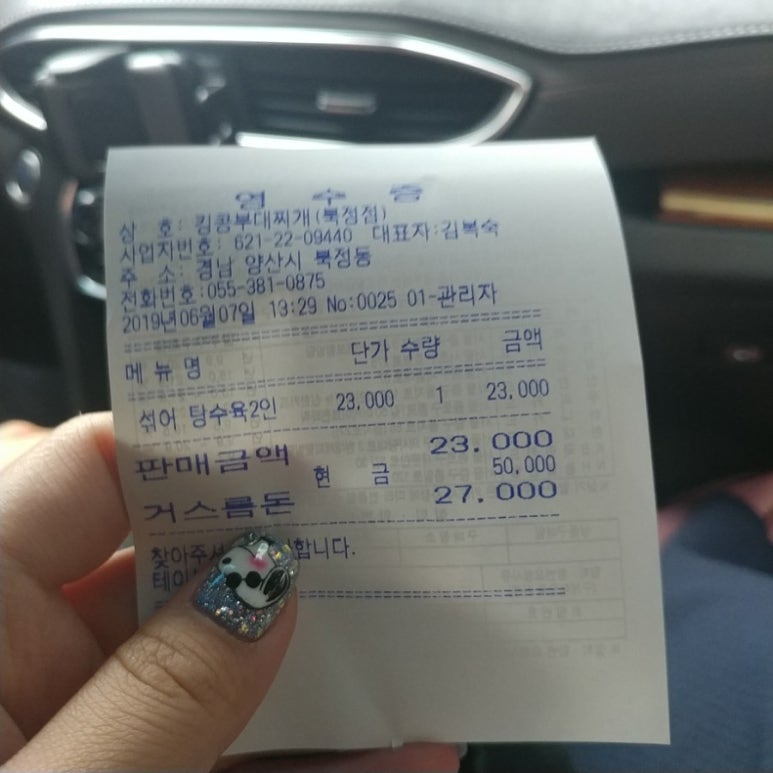 영 수 증
상 호: 킹콩부대찌개(북정점)
사업자번호: 621-22-09440 대표자:김복숙
주 소: 경남 양산시 북정동
전화번호:055-381-0875
2019년06월07일 13:29 No:0025 01-관리자
메 뉴 명 단가 수량 금액
섞어 탕수육2인 23,000 1 23,000
판매금액 23.000
현 금 50,000
거스름돈 27.000
찾아주셔 합니다.